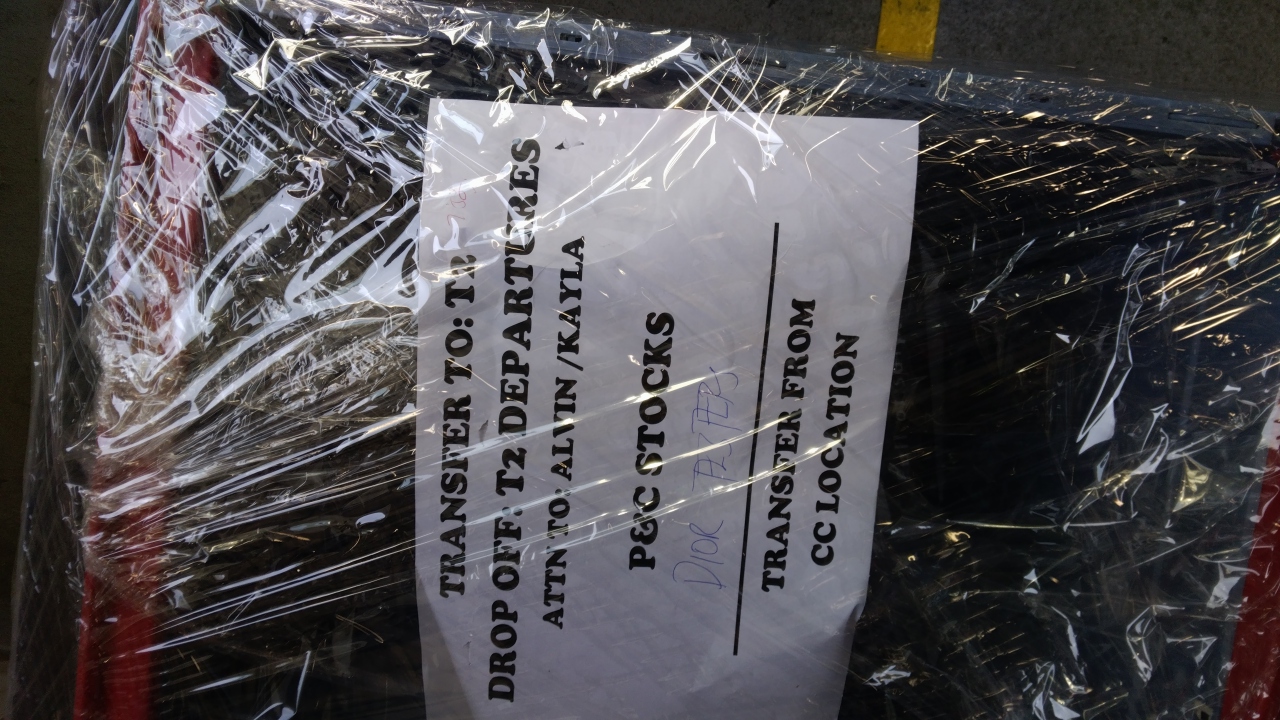 TRANSFER TO: T2
DROP OFF: T2 DEPARTURES
ATTN TO: ALVIN / KAYLA
P&C STOCKS
DIOR
TRANSFER FROM
CC LOCATION